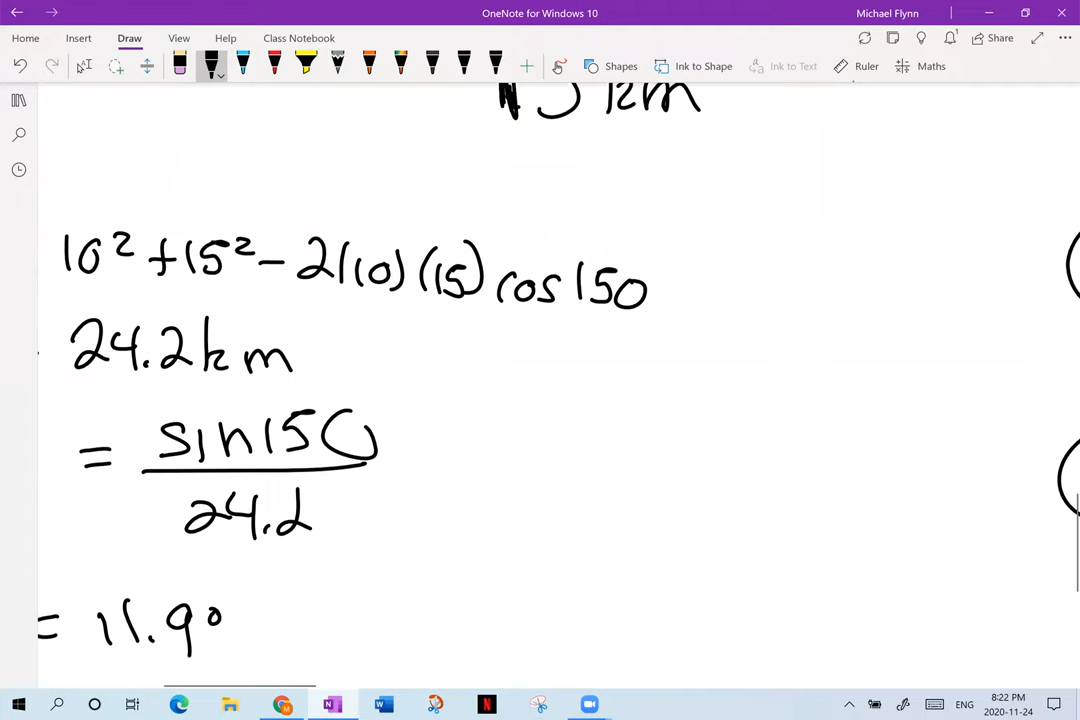 OneNote for Windows 10
Michael Flynn
Home Insert Draw View Help Class Notebook
Share
Shapes Ink to Shape Ink to Text Ruler Maths
15 km
10² + 15² - 2(10)(15) cos 150
24.2 km
= sin 150
24.2
= 11.9°
ENG
8:22 PM
2020-11-24